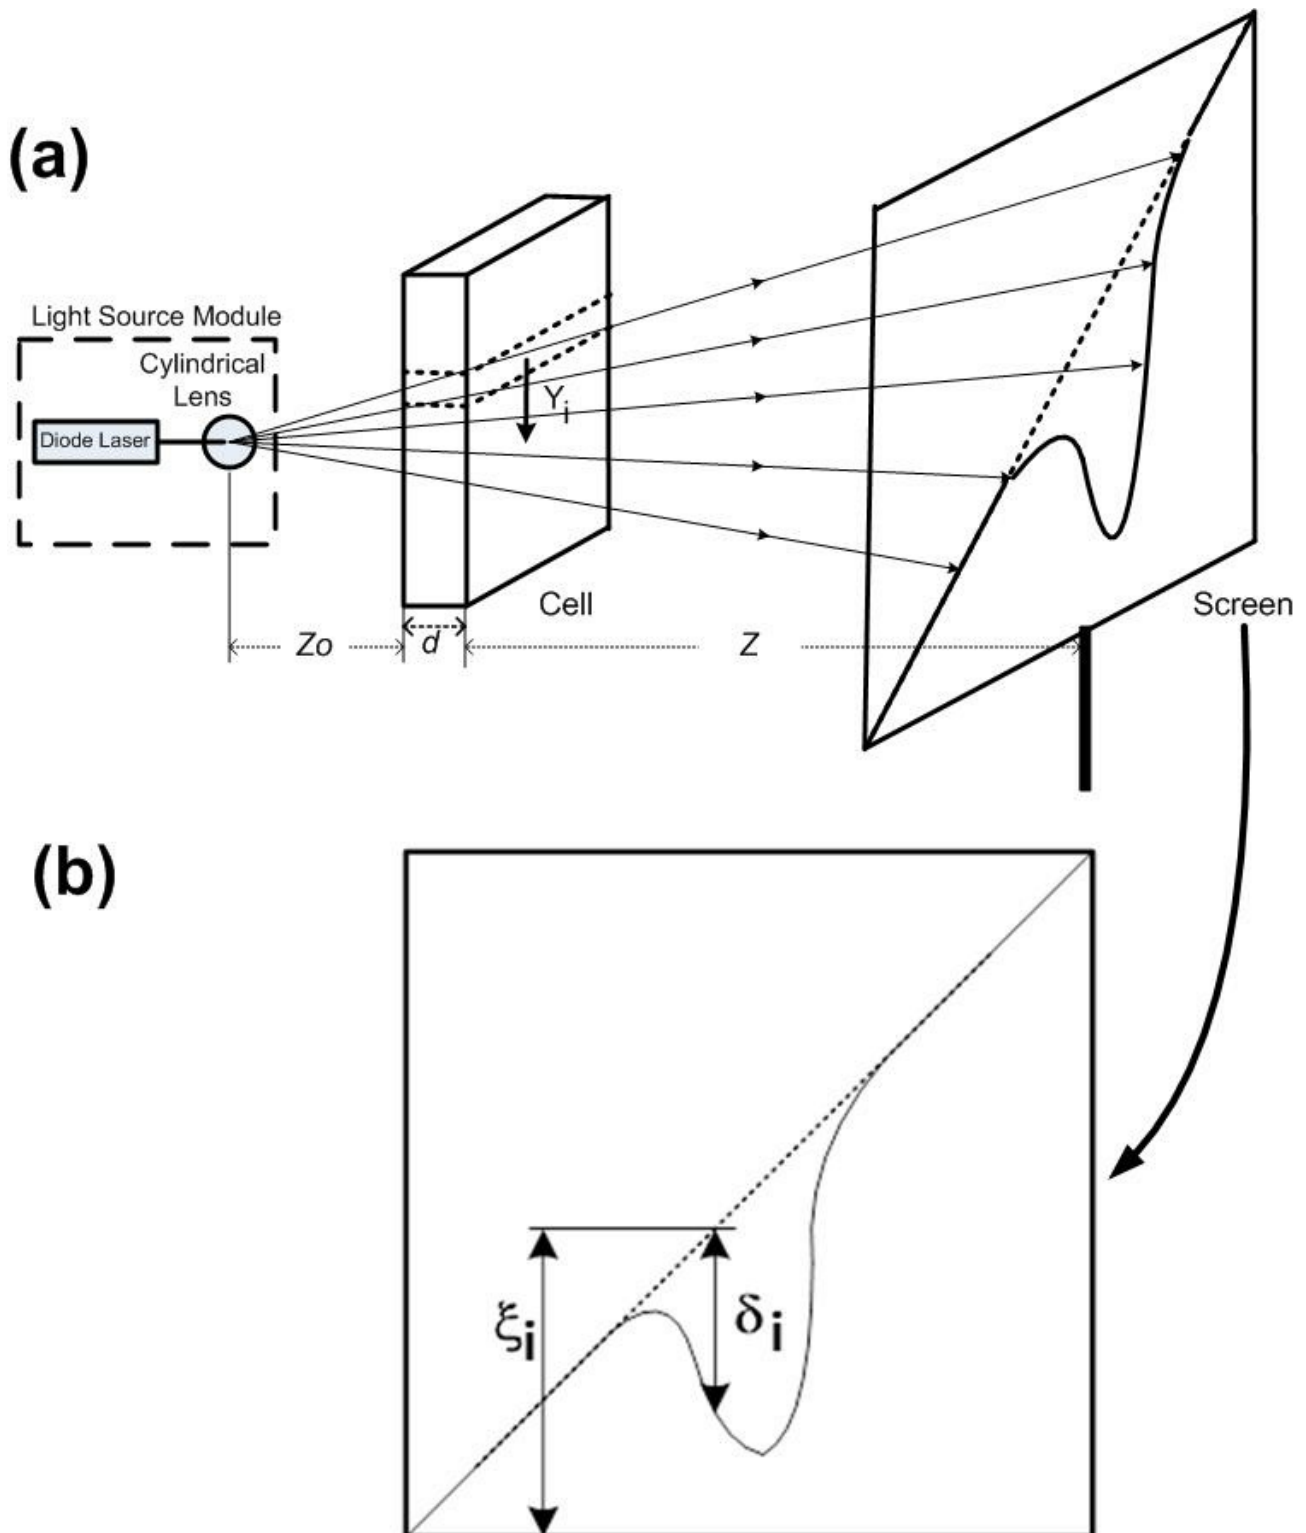 (a)
Light Source Module
Cylindrical
Lens
Diode Laser
Yi
Cell
Screen
Zo
d
Z
(b)
ξi
δi